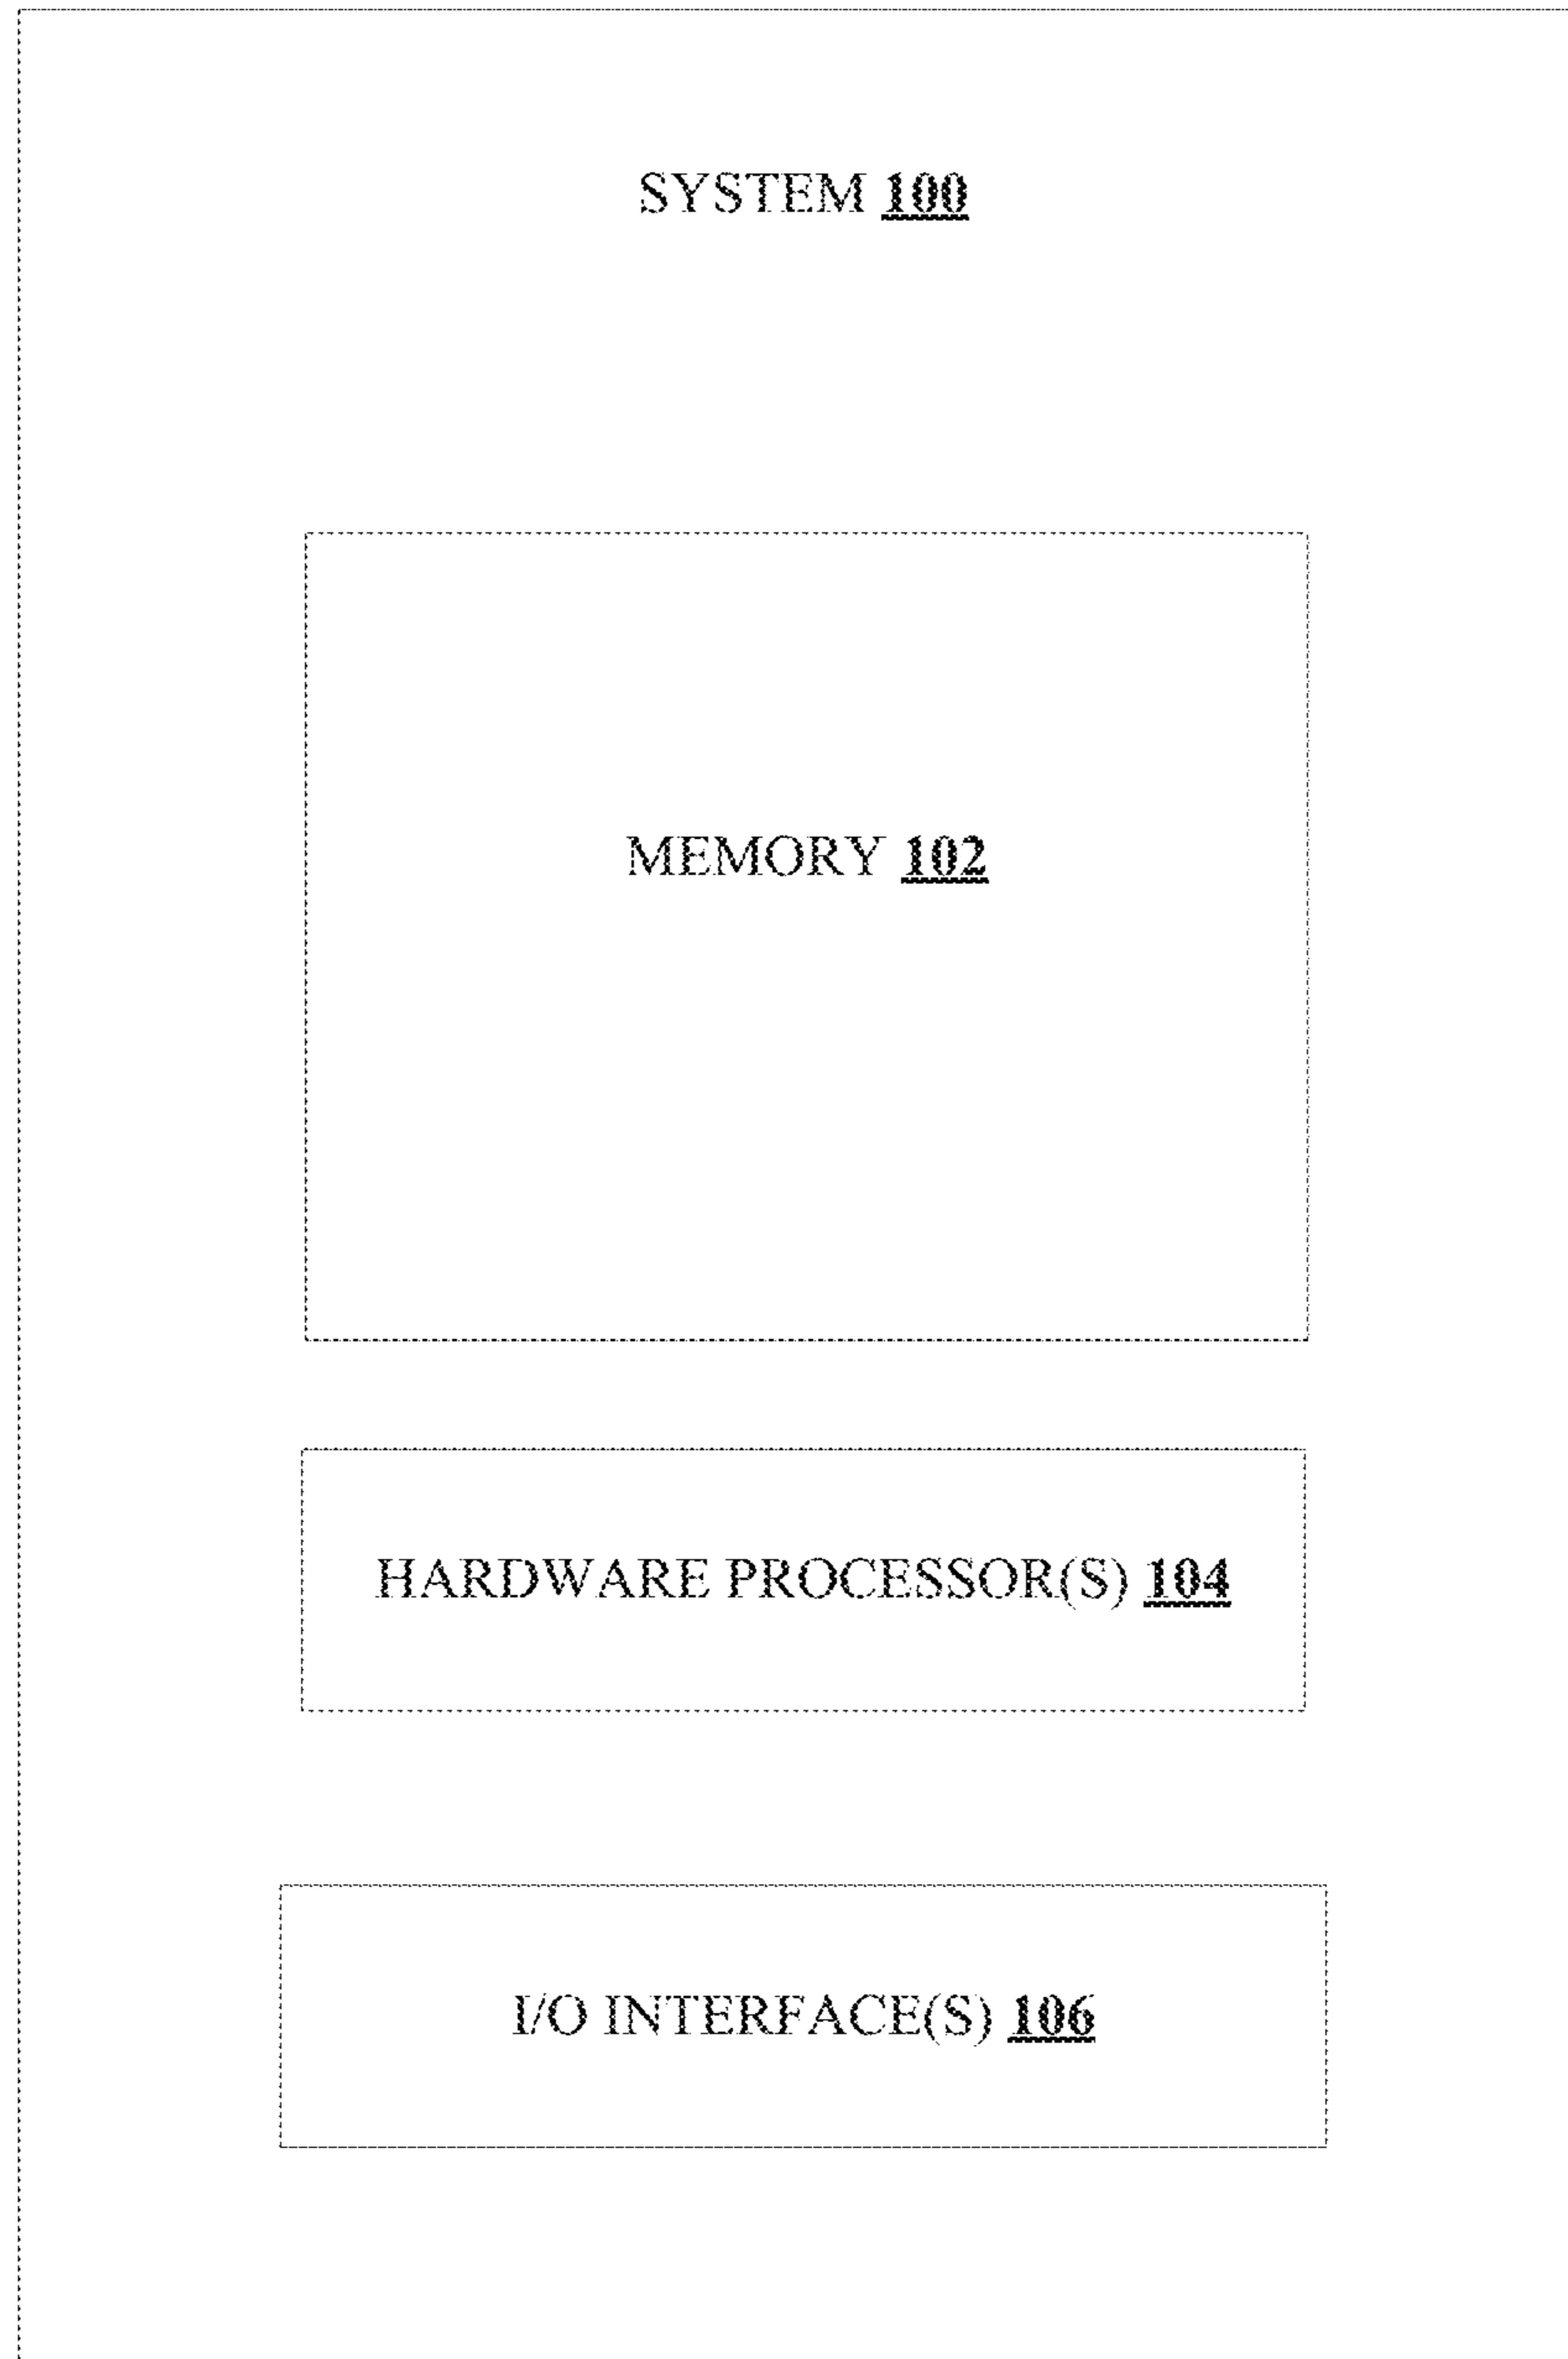 SYSTEM 100
MEMORY 102
HARDWARE PROCESSOR(S) 104
I/O INTERFACE(S) 106